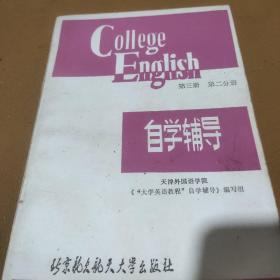 College
English
第三册 第二分册
自学辅导
天津外国语学院
《“大学英语教程”自学辅导》编写组
北京航空航天大学出版社